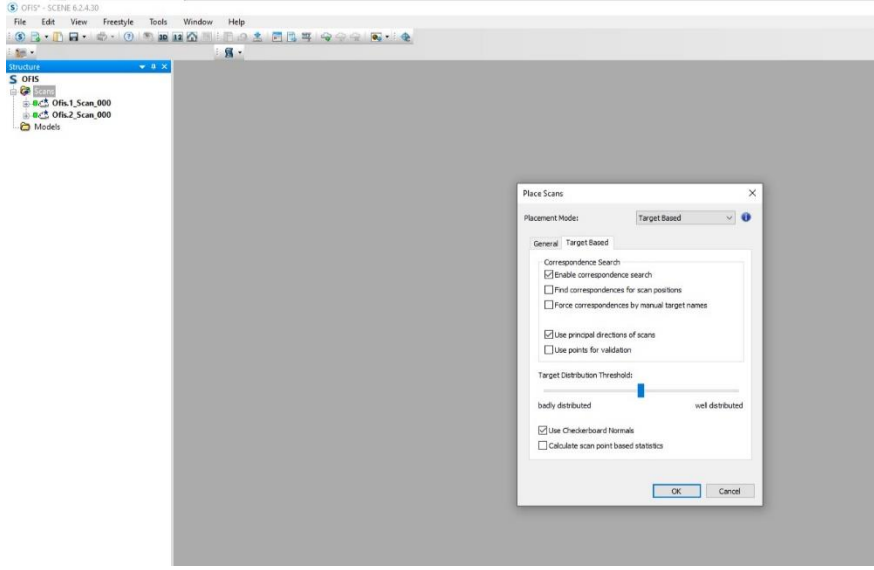 OFIS* - SCENE 6.2.4.30
File Edit View Freestyle Tools Window Help
3D
Structure
OFIS
Scans
Ofis.1_Scan_000
Ofis.2_Scan_000
Models
Place Scans
Placement Mode: Target Based
General Target Based
Correspondence Search
Enable correspondence search
Find correspondences for scan positions
Force correspondences by manual target names
Use principal directions of scans
Use points for validation
Target Distribution Threshold:
badly distributed well distributed
Use Checkerboard Normals
Calculate scan point based statistics
OK Cancel